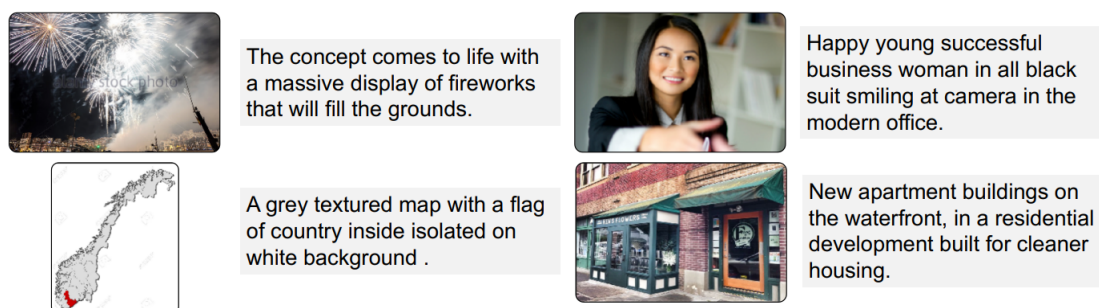 The concept comes to life with
a massive display of fireworks
that will fill the grounds.
Happy young successful
business woman in all black
suit smiling at camera in the
modern office.
A grey textured map with a flag
of country inside isolated on
white background .
New apartment buildings on
the waterfront, in a residential
development built for cleaner
housing.
stock photo